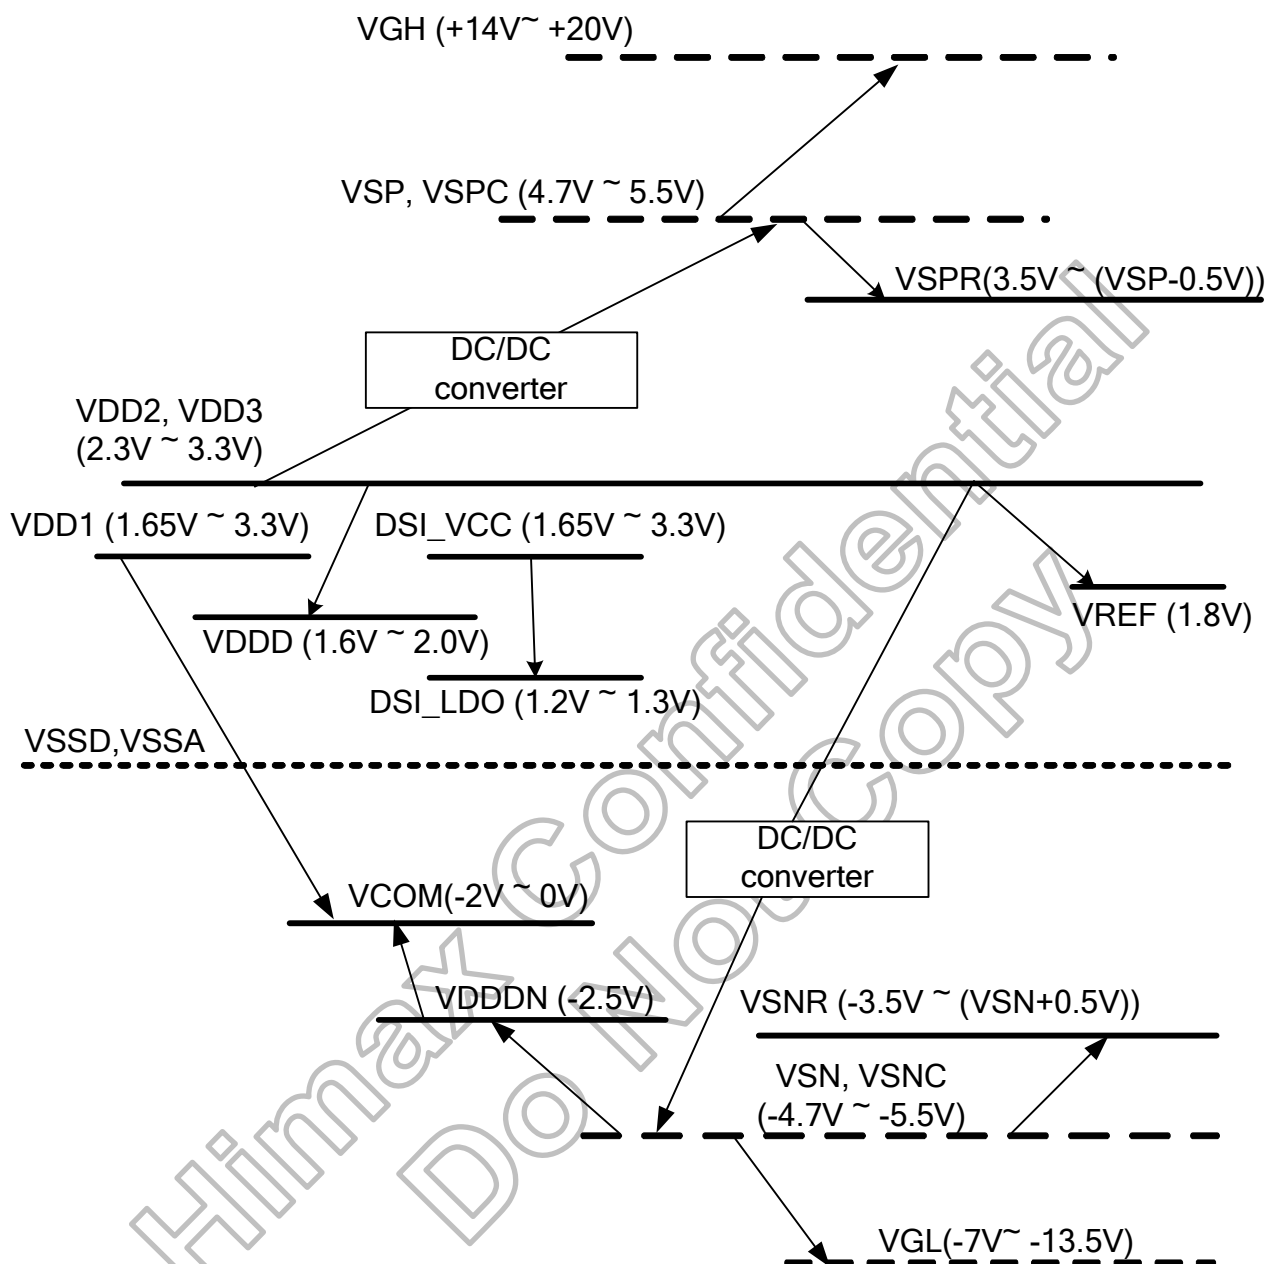 VGH (+14V~ +20V)
VSP, VSPC (4.7V ~ 5.5V)
VSPR(3.5V ~ (VSP-0.5V))
DC/DC
converter
VDD2, VDD3
(2.3V ~ 3.3V)
VDD1 (1.65V ~ 3.3V)
DSI_VCC (1.65V ~ 3.3V)
VDDD (1.6V ~ 2.0V)
VREF (1.8V)
DSI_LDO (1.2V ~ 1.3V)
VSSD,VSSA
DC/DC
converter
VCOM(-2V ~ 0V)
VDDDN (-2.5V)
VSNR (-3.5V ~ (VSN+0.5V))
VSN, VSNC
(-4.7V ~ -5.5V)
VGL(-7V~ -13.5V)
Himax Confidential
Do Not Copy